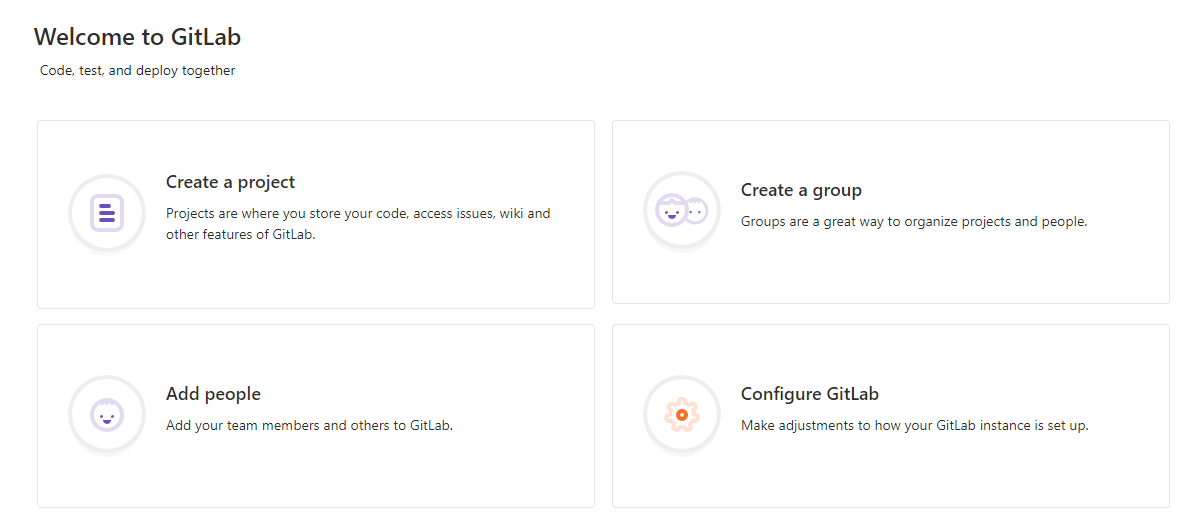 Welcome to GitLab
Code, test, and deploy together
Create a project
Projects are where you store your code, access issues, wiki and
other features of GitLab.
Create a group
Groups are a great way to organize projects and people.
Add people
Add your team members and others to GitLab.
Configure GitLab
Make adjustments to how your GitLab instance is set up.